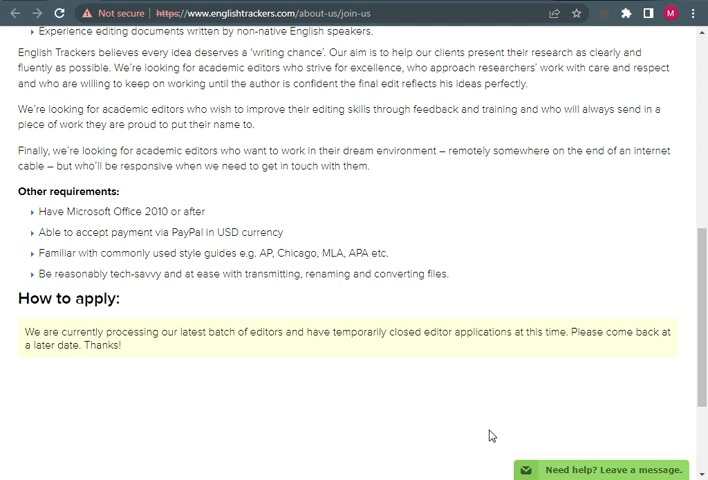 Not secure https://www.englishtrackers.com/about-us/join-us
M
Experience editing documents written by non-native English speakers.
English Trackers believes every idea deserves a 'writing chance'. Our aim is to help our clients present their research as clearly and
fluently as possible. We're looking for academic editors who strive for excellence, who approach researchers' work with care and respect
and who are willing to keep on working until the author is confident the final edit reflects his ideas perfectly.
We're looking for academic editors who wish to improve their editing skills through feedback and training and who will always send in a
piece of work they are proud to put their name to.
Finally, we're looking for academic editors who want to work in their dream environment – remotely somewhere on the end of an internet
cable – but who'll be responsive when we need to get in touch with them.
Other requirements:
Have Microsoft Office 2010 or after
Able to accept payment via PayPal in USD currency
Familiar with commonly used style guides e.g. AP, Chicago, MLA, APA etc.
Be reasonably tech-savvy and at ease with transmitting, renaming and converting files.
How to apply:
We are currently processing our latest batch of editors and have temporarily closed editor applications at this time. Please come back at
a later date. Thanks!
Need help? Leave a message.